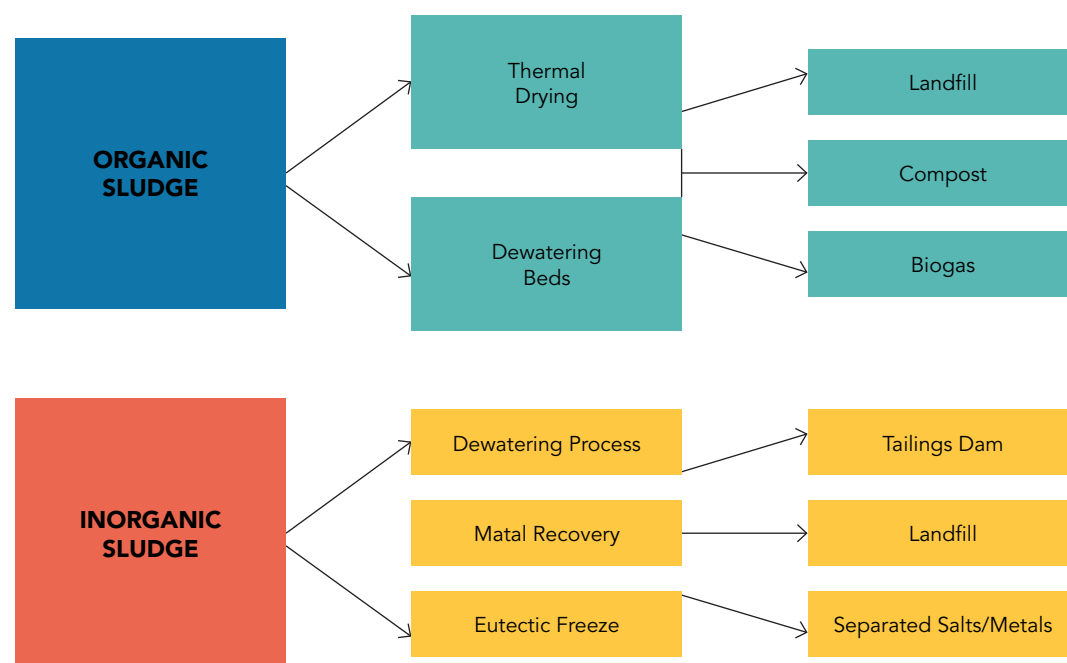 ORGANIC
SLUDGE
Thermal
Drying
Dewatering
Beds
Landfill
Compost
Biogas
INORGANIC
SLUDGE
Dewatering Process
Matal Recovery
Eutectic Freeze
Tailings Dam
Landfill
Separated Salts/Metals